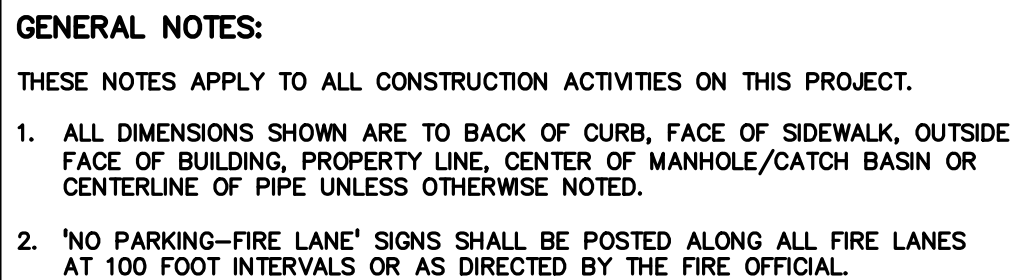 GENERAL NOTES:
THESE NOTES APPLY TO ALL CONSTRUCTION ACTIVITIES ON THIS PROJECT.
1. ALL DIMENSIONS SHOWN ARE TO BACK OF CURB, FACE OF SIDEWALK, OUTSIDE
FACE OF BUILDING, PROPERTY LINE, CENTER OF MANHOLE/CATCH BASIN OR
CENTERLINE OF PIPE UNLESS OTHERWISE NOTED.
2. 'NO PARKING–FIRE LANE' SIGNS SHALL BE POSTED ALONG ALL FIRE LANES
AT 100 FOOT INTERVALS OR AS DIRECTED BY THE FIRE OFFICIAL.